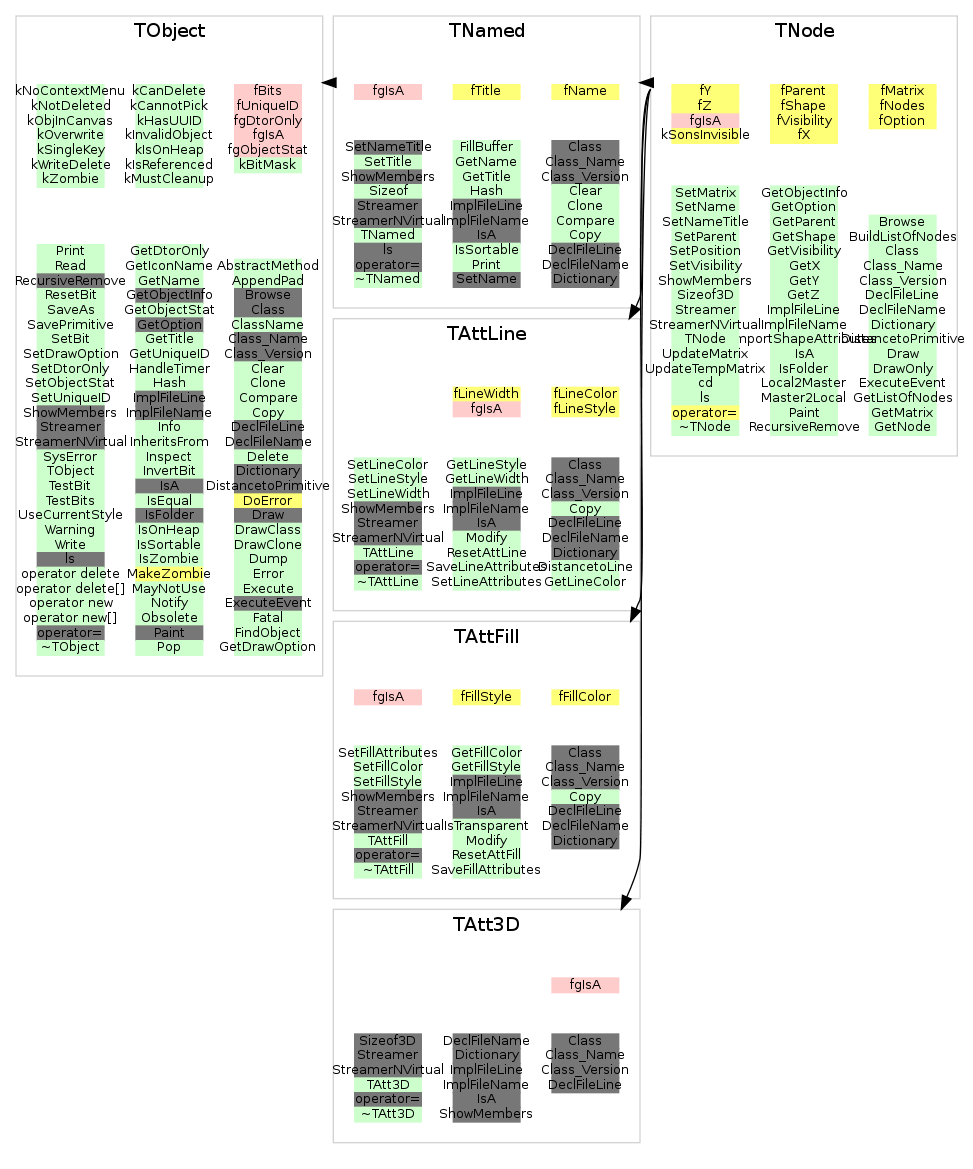 TObject
kNoContextMenu kCanDelete fBits
kNotDeleted kCannotPick fUniqueID
kObjInCanvas kHasUUID fgDtorOnly
kOverwrite kInvalidObject fgIsA
kSingleKey kIsOnHeap fgObjectStat
kWriteDelete kIsReferenced kBitMask
kZombie kMustCleanup
Print GetDtorOnly
Read GetIconName AbstractMethod
RecursiveRemove GetName AppendPad
ResetBit GetObjectInfo Browse
SaveAs GetObjectStat Class
SavePrimitive GetOption ClassName
SetBit GetTitle Class_Name
SetDrawOption GetUniqueID Class_Version
SetDtorOnly HandleTimer Clear
SetObjectStat Hash Clone
SetUniqueID ImplFileLine Compare
ShowMembers ImplFileName Copy
Streamer Info DeclFileLine
StreamerNVirtual InheritsFrom DeclFileName
SysError Inspect Delete
TObject InvertBit Dictionary
TestBit IsA DistancetoPrimitive
TestBits IsEqual DoError
UseCurrentStyle IsFolder Draw
Warning IsOnHeap DrawClass
Write IsSortable DrawClone
ls IsZombie Dump
operator delete MakeZombie Error
operator delete[] MayNotUse Execute
operator new Notify ExecuteEvent
operator new[] Obsolete Fatal
operator= Paint FindObject
~TObject Pop GetDrawOption
TNamed
fgIsA fTitle fName
SetNameTitle FillBuffer Class
SetTitle GetName Class_Name
ShowMembers GetTitle Class_Version
Sizeof Hash Clear
Streamer ImplFileLine Clone
StreamerNVirtual ImplFileName Compare
TNamed IsA Copy
ls IsSortable DeclFileLine
operator= Print DeclFileName
~TNamed SetName Dictionary
TAttLine
fLineWidth fLineColor
fgIsA fLineStyle
SetLineColor GetLineStyle Class
SetLineStyle GetLineWidth Class_Name
SetLineWidth ImplFileLine Class_Version
ShowMembers ImplFileName Copy
Streamer IsA DeclFileLine
StreamerNVirtual Modify DeclFileName
TAttLine ResetAttLine Dictionary
operator= SaveLineAttributes DistancetoLine
~TAttLine SetLineAttributes GetLineColor
TAttFill
fgIsA fFillStyle fFillColor
SetFillAttributes GetFillColor Class
SetFillColor GetFillStyle Class_Name
SetFillStyle ImplFileLine Class_Version
ShowMembers ImplFileName Copy
Streamer IsA DeclFileLine
StreamerNVirtual IsTransparent DeclFileName
TAttFill Modify Dictionary
operator= ResetAttFill
~TAttFill SaveFillAttributes
TAtt3D
fgIsA
Sizeof3D DeclFileName Class
Streamer Dictionary Class_Name
StreamerNVirtual ImplFileLine Class_Version
TAtt3D ImplFileName DeclFileLine
operator= IsA
~TAtt3D ShowMembers
TNode
fY fParent fMatrix
fZ fShape fNodes
fgIsA fVisibility fOption
kSonsInvisible fX
SetMatrix GetObjectInfo
SetName GetOption
SetNameTitle GetParent Browse
SetParent GetShape BuildListOfNodes
SetPosition GetVisibility Class
SetVisibility GetX Class_Name
ShowMembers GetY Class_Version
Sizeof3D GetZ DeclFileLine
Streamer ImplFileLine DeclFileName
StreamerNVirtual ImplFileName Dictionary
TNode ImportShapeAttributes DistancetoPrimitive
UpdateMatrix IsA Draw
UpdateTempMatrix IsFolder DrawOnly
cd Local2Master ExecuteEvent
ls Master2Local GetListOfNodes
operator= Paint GetMatrix
~TNode RecursiveRemove GetNode